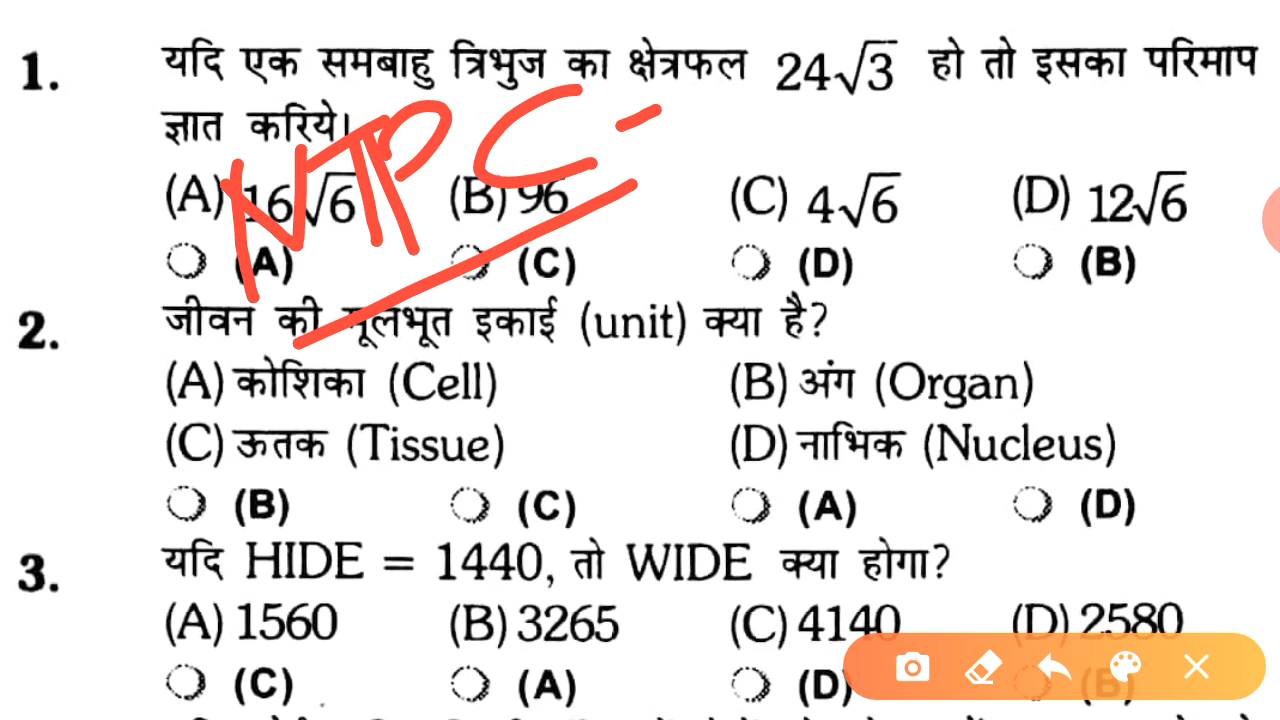 1. यदि एक समबाहु त्रिभुज का क्षेत्रफल 24√3 हो तो इसका परिमाप
ज्ञात करिये।
NTPC -
(A) 16√6 (B) 96 (C) 4√6 (D) 12√6
(A) (C) (D) (B)
2. जीवन की मूलभूत इकाई (unit) क्या है?
(A) कोशिका (Cell) (B) अंग (Organ)
(C) ऊतक (Tissue) (D) नाभिक (Nucleus)
(B) (C) (A) (D)
3. यदि HIDE = 1440, तो WIDE क्या होगा?
(A) 1560 (B) 3265 (C) 4140 (D) 2580
(C) (A) (D) (B)